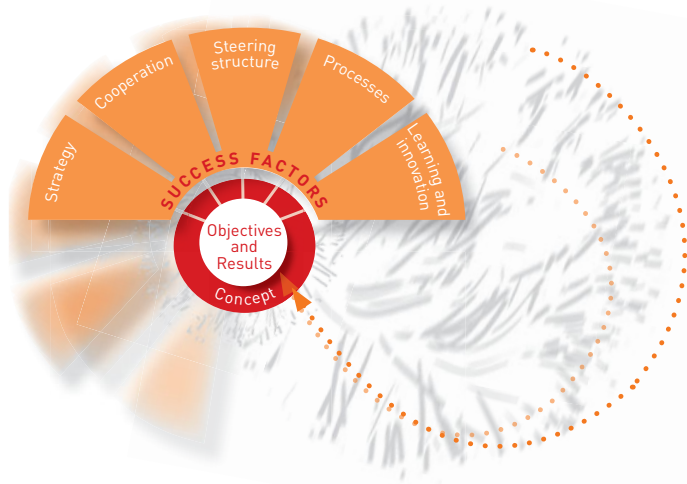 Strategy
Cooperation
Steering
structure
Processes
Learning and
innovation
SUCCESS FACTORS
Objectives
and
Results
Concept